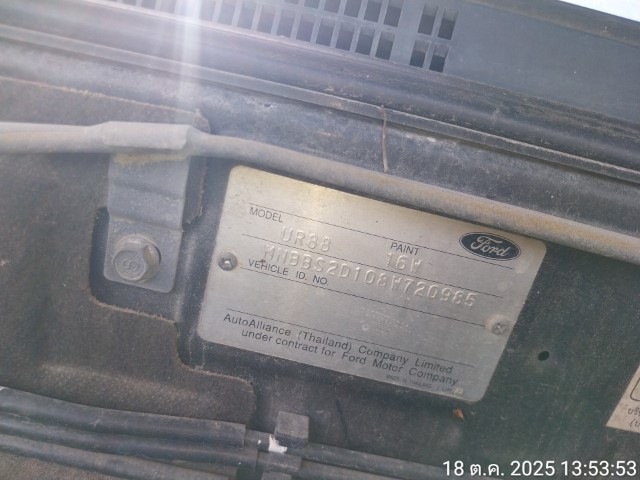 MODEL
UR88
PAINT
16W
Ford
MNBBS2D108W720985
VEHICLE ID. NO.
AutoAlliance (Thailand) Company Limited
under contract for Ford Motor Company
18 ต.ค. 2025 13:53:53